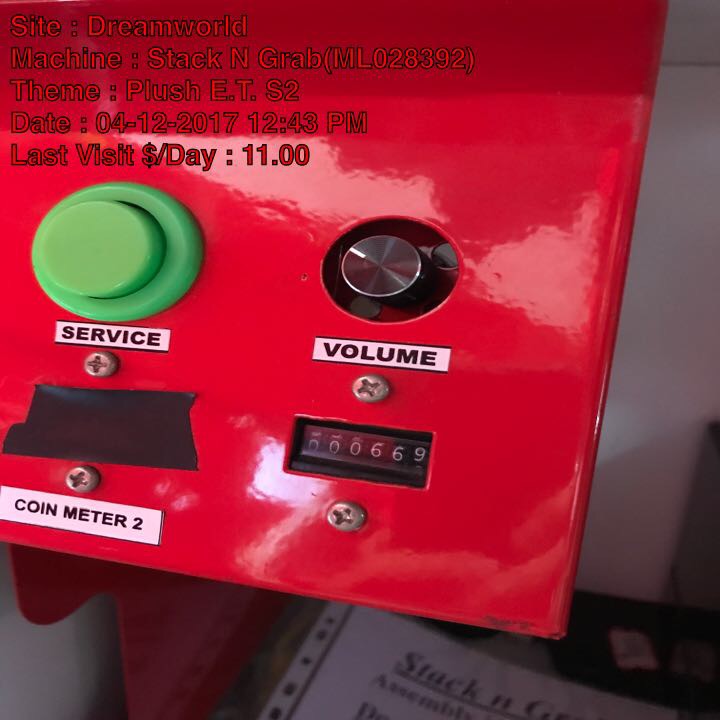 Site : Dreamworld
Machine : Stack N Grab(ML028392)
Theme : Plush E.T. S2
Date : 04-12-2017 12:43 PM
Last Visit $/Day : 11.00
SERVICE
VOLUME
000669
COIN METER 2
Stack n
Assembly